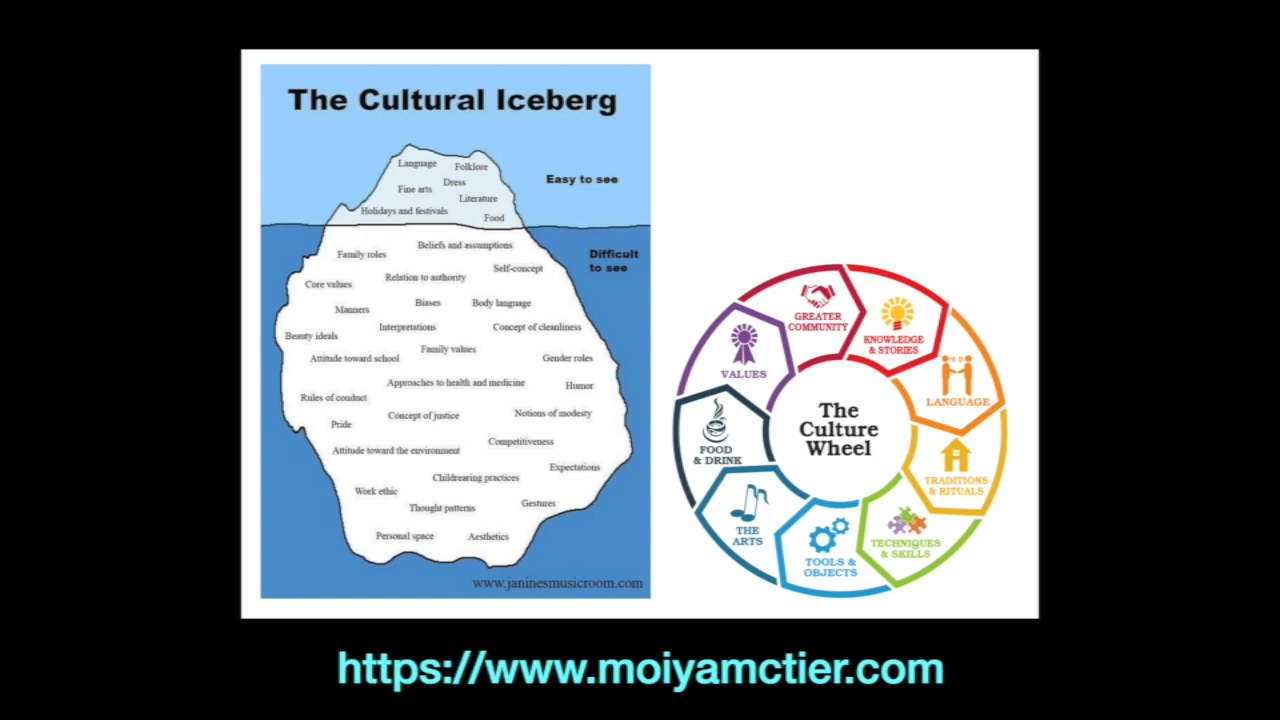 The Cultural Iceberg
Language
Folklore
Dress
Fine arts
Literature
Holidays and festivals
Food
Easy to see
Difficult
to see
Beliefs and assumptions
Family roles
Self-concept
Relation to authority
Core values
Biases
Body language
Manners
Interpretations
Concept of cleanliness
Beauty ideals
Family values
Attitude toward school
Gender roles
Approaches to health and medicine
Humor
Rules of conduct
Concept of justice
Notions of modesty
Pride
Competitiveness
Attitude toward the environment
Expectations
Childrearing practices
Work ethic
Gestures
Thought patterns
Personal space
Aesthetics
www.janinesmusicroom.com
The
Culture
Wheel
GREATER
COMMUNITY
KNOWLEDGE
& STORIES
LANGUAGE
TRADITIONS
& RITUALS
TECHNIQUES
& SKILLS
TOOLS &
OBJECTS
THE
ARTS
FOOD
& DRINK
VALUES
https://www.moiyamctier.com